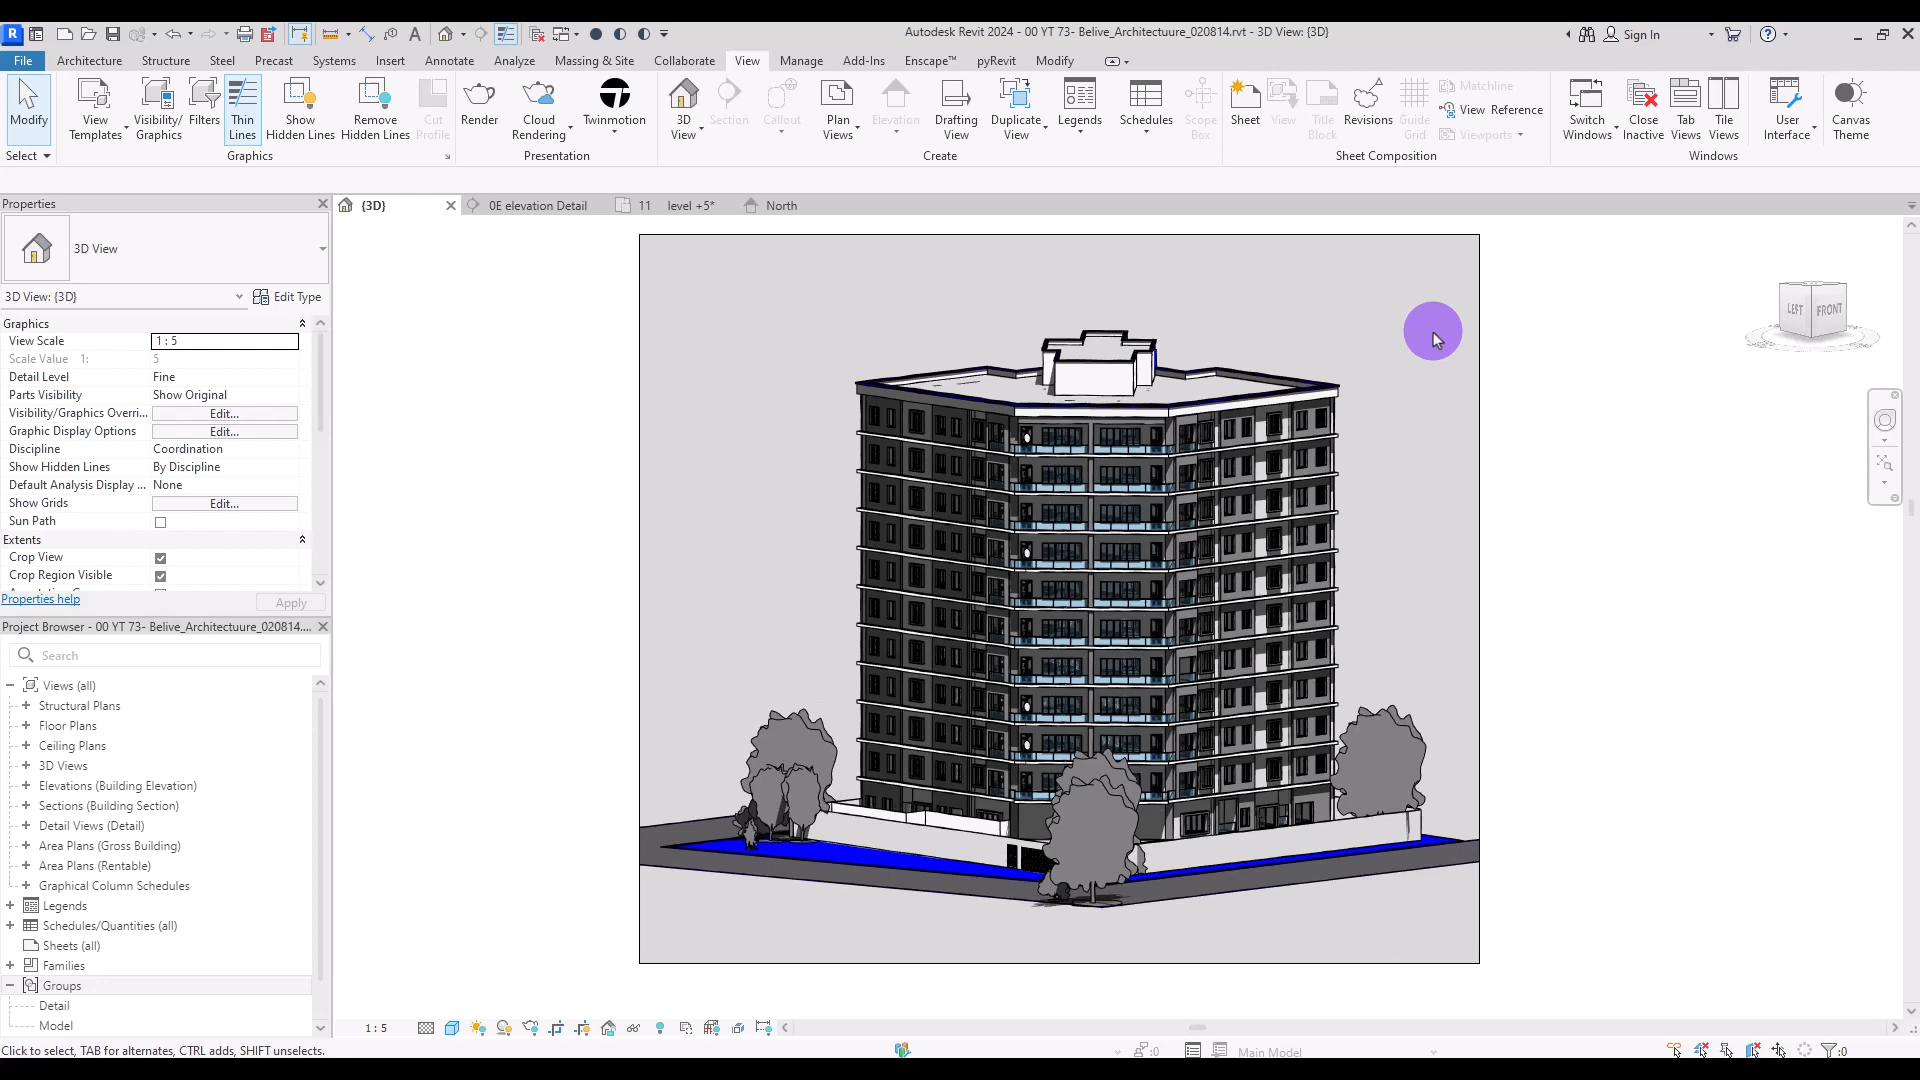 Autodesk Revit 2024 - 00 YT 73- Belive_Architectuure_020814.rvt - 3D View: {3D}
Sign In
File Architecture Structure Steel Precast Systems Insert Annotate Analyze Massing & Site Collaborate View Manage Add-Ins Enscape™ pyRevit Modify
Modify
View Templates
Visibility/ Graphics
Filters
Thin Lines
Show Hidden Lines
Remove Hidden Lines
Cut Profile
Render
Cloud Rendering
Twinmotion
3D View
Section
Callout
Plan Views
Elevation
Drafting View
Duplicate View
Legends
Schedules
Scope Box
Sheet
View
Title Block
Revisions
Guide Grid
Matchline
View Reference
Viewports
Switch Windows
Close Inactive
Tab Views
Tile Views
User Interface
Canvas Theme
Select
Graphics
Presentation
Create
Sheet Composition
Windows
Properties
{3D}
0E elevation Detail
11 level +5*
North
3D View
3D View: {3D}
Edit Type
Graphics
View Scale 1 : 5
Scale Value 1: 5
Detail Level Fine
Parts Visibility Show Original
Visibility/Graphics Overri... Edit...
Graphic Display Options Edit...
Discipline Coordination
Show Hidden Lines By Discipline
Default Analysis Display ... None
Show Grids Edit...
Sun Path
Extents
Crop View
Crop Region Visible
Properties help
Apply
LEFT
FRONT
Project Browser - 00 YT 73- Belive_Architectuure_020814....
Search
Views (all)
Structural Plans
Floor Plans
Ceiling Plans
3D Views
Elevations (Building Elevation)
Sections (Building Section)
Detail Views (Detail)
Area Plans (Gross Building)
Area Plans (Rentable)
Graphical Column Schedules
Legends
Schedules/Quantities (all)
Sheets (all)
Families
Groups
Detail
Model
1 : 5
Click to select, TAB for alternates, CTRL adds, SHIFT unselects.
:0
Main Model
:0